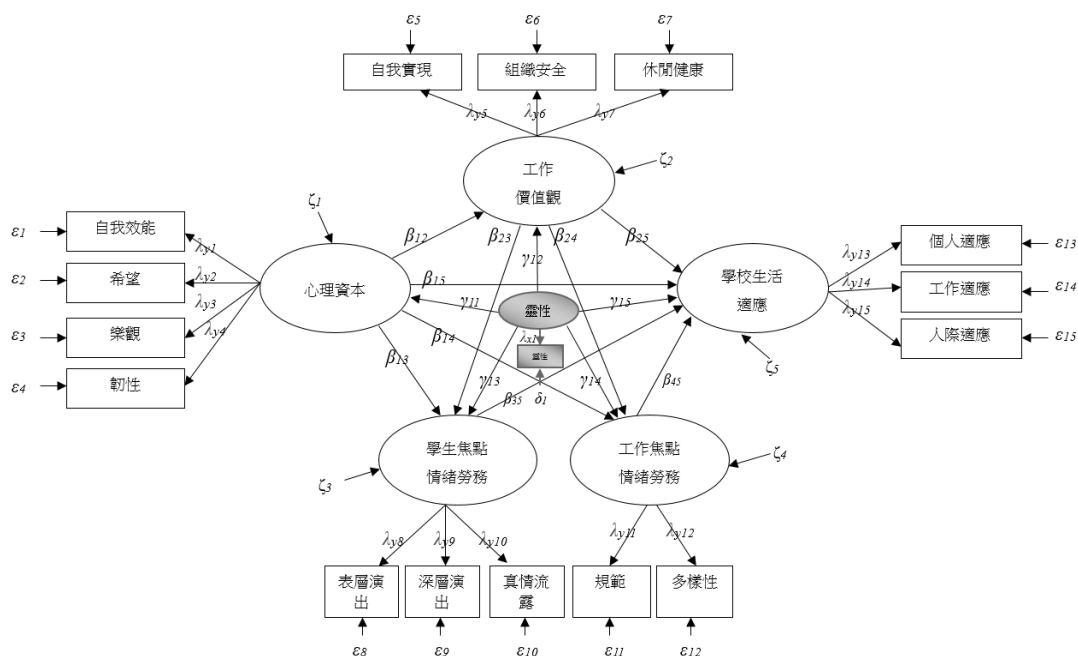 ε5
ε6
ε7
自我實現
組織安全
休閒健康
λy5
λy6
λy7
工作
價值觀
ζ2
ζ1
ε1
自我效能
λy1
ε2
希望
λy2
ε3
樂觀
λy3
ε4
韌性
λy4
心理資本
β12
β23
β24
β25
γ12
β15
學校生活
適應
ζ5
λy13
個人適應
ε13
λy14
工作適應
ε14
λy15
人際適應
ε15
γ11
靈性
γ15
λx1
靈性
δ1
β14
β13
γ13
γ14
β35
β45
學生焦點
情緒勞務
ζ3
工作焦點
情緒勞務
ζ4
λy8
λy9
λy10
λy11
λy12
表層演
出
深層演
出
真情流
露
規範
多樣性
ε8
ε9
ε10
ε11
ε12